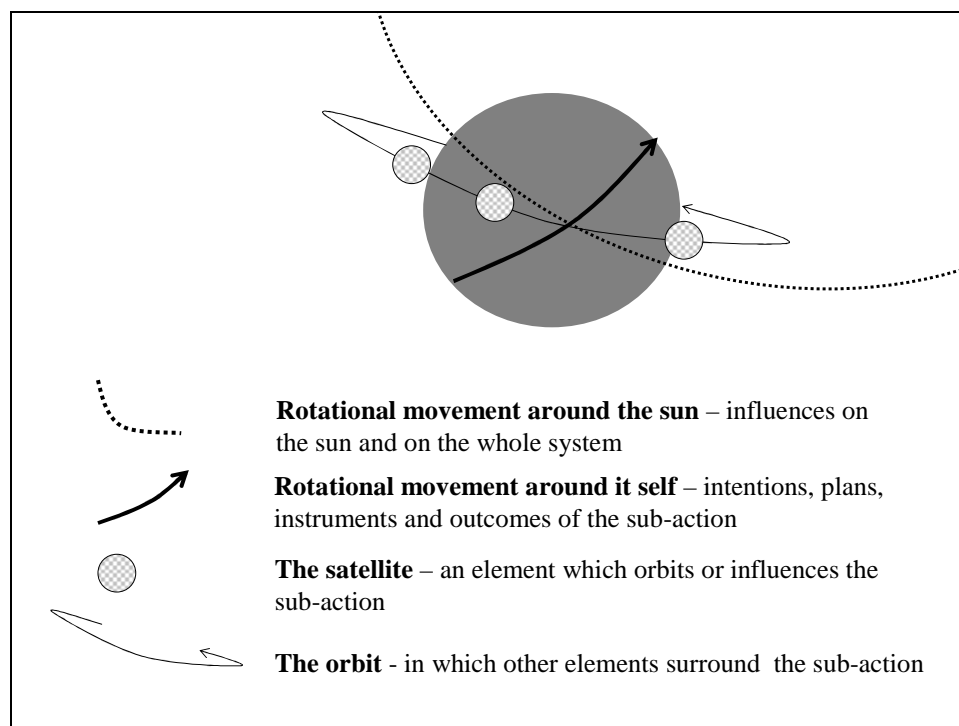 Rotational movement around the sun – influences on
the sun and on the whole system
Rotational movement around it self – intentions, plans,
instruments and outcomes of the sub-action
The satellite – an element which orbits or influences the
sub-action
The orbit - in which other elements surround the sub-action